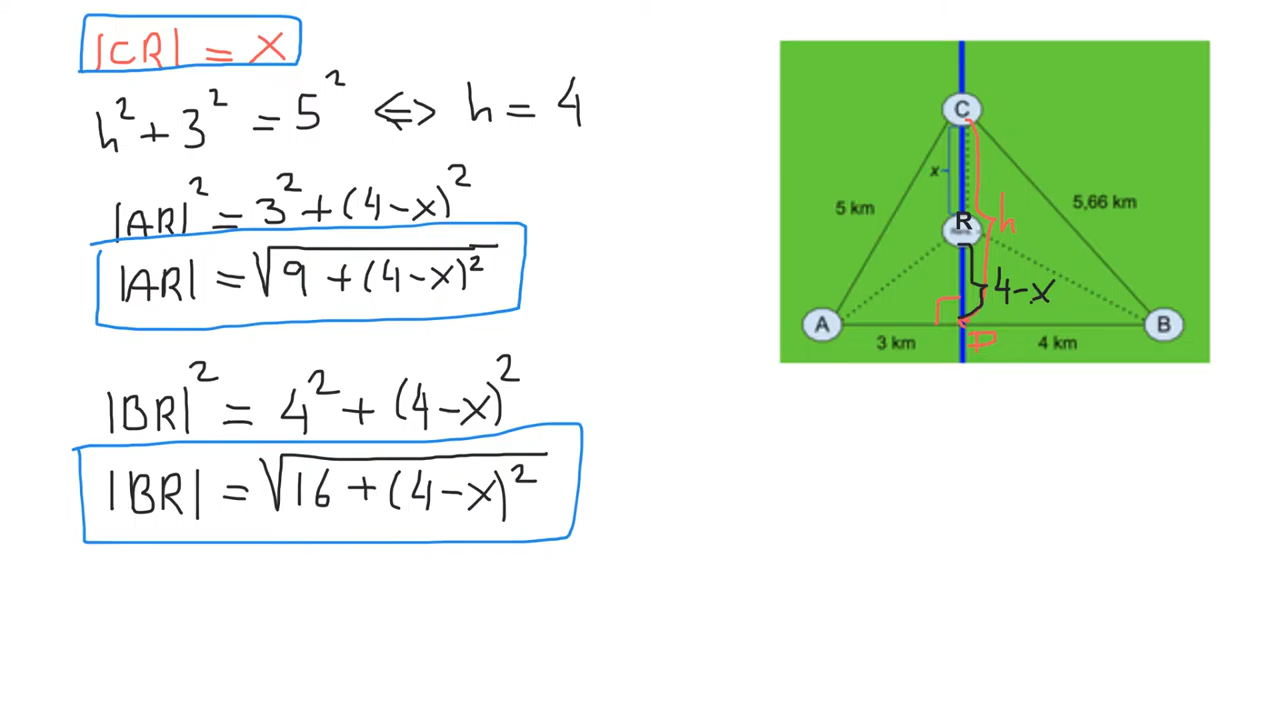 |CR| = x
h² + 3² = 5² ⇔ h = 4
|AR|² = 3² + (4-x)²
|AR| = √9 + (4-x)²
|BR|² = 4² + (4-x)²
|BR| = √16 + (4-x)²
C
x
5 km
5,66 km
R
h
4-x
A
B
3 km
P
4 km